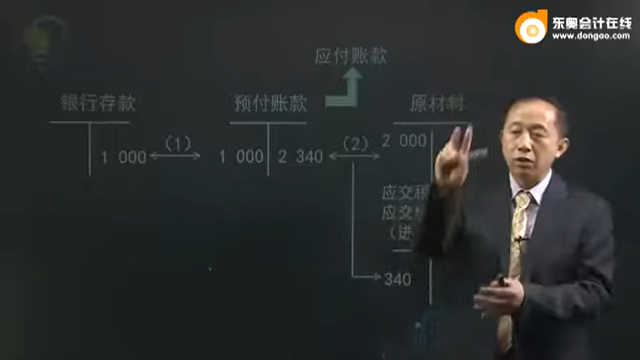 东奥会计在线
www.dongao.com
应付账款
银行存款
预付账款
原材料
1 000
(1)
1 000
2 340
(2)
2 000
应交
应交
(进
340